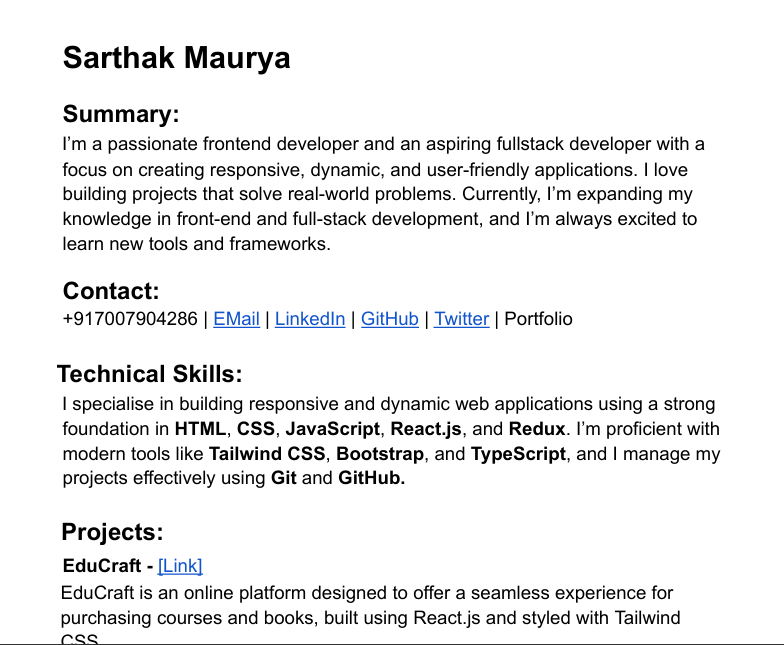 Sarthak Maurya
Summary:
I’m a passionate frontend developer and an aspiring fullstack developer with a
focus on creating responsive, dynamic, and user-friendly applications. I love
building projects that solve real-world problems. Currently, I’m expanding my
knowledge in front-end and full-stack development, and I’m always excited to
learn new tools and frameworks.
Contact:
+917007904286 | EMail | LinkedIn | GitHub | Twitter | Portfolio
Technical Skills:
I specialise in building responsive and dynamic web applications using a strong
foundation in HTML, CSS, JavaScript, React.js, and Redux. I’m proficient with
modern tools like Tailwind CSS, Bootstrap, and TypeScript, and I manage my
projects effectively using Git and GitHub.
Projects:
EduCraft - [Link]
EduCraft is an online platform designed to offer a seamless experience for
purchasing courses and books, built using React.js and styled with Tailwind
CSS